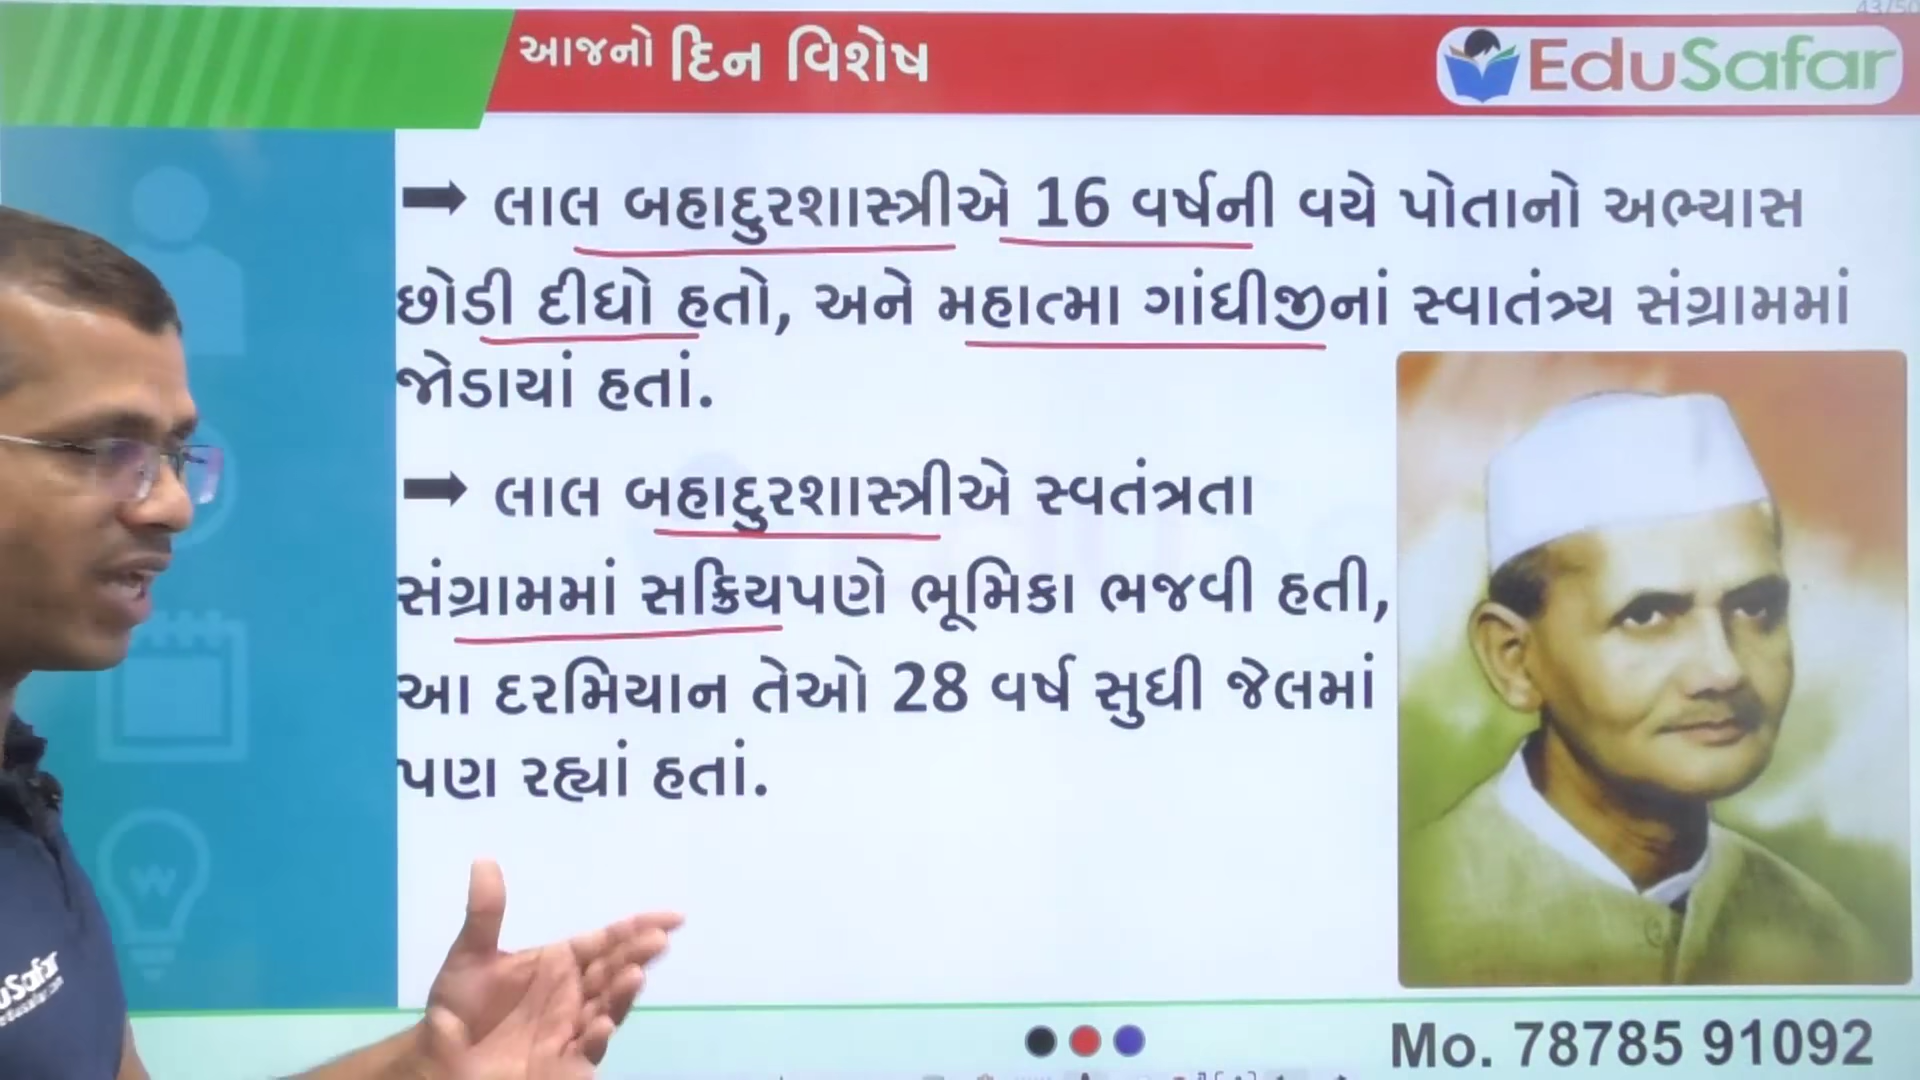 આજનો દિન વિશેષ
EduSafar
➡ લાલ બહાદુરશાસ્ત્રીએ 16 વર્ષની વયે પોતાનો અભ્યાસ
છોડી દીધો હતો, અને મહાત્મા ગાંધીજીનાં સ્વાતંત્ર્ય સંગ્રામમાં
જોડાયાં હતાં.
➡ લાલ બહાદુરશાસ્ત્રીએ સ્વતંત્રતા
સંગ્રામમાં સક્રિયપણે ભૂમિકા ભજવી હતી,
આ દરમિયાન તેઓ 28 વર્ષ સુધી જેલમાં
પણ રહ્યાં હતાં.
Mo. 78785 91092